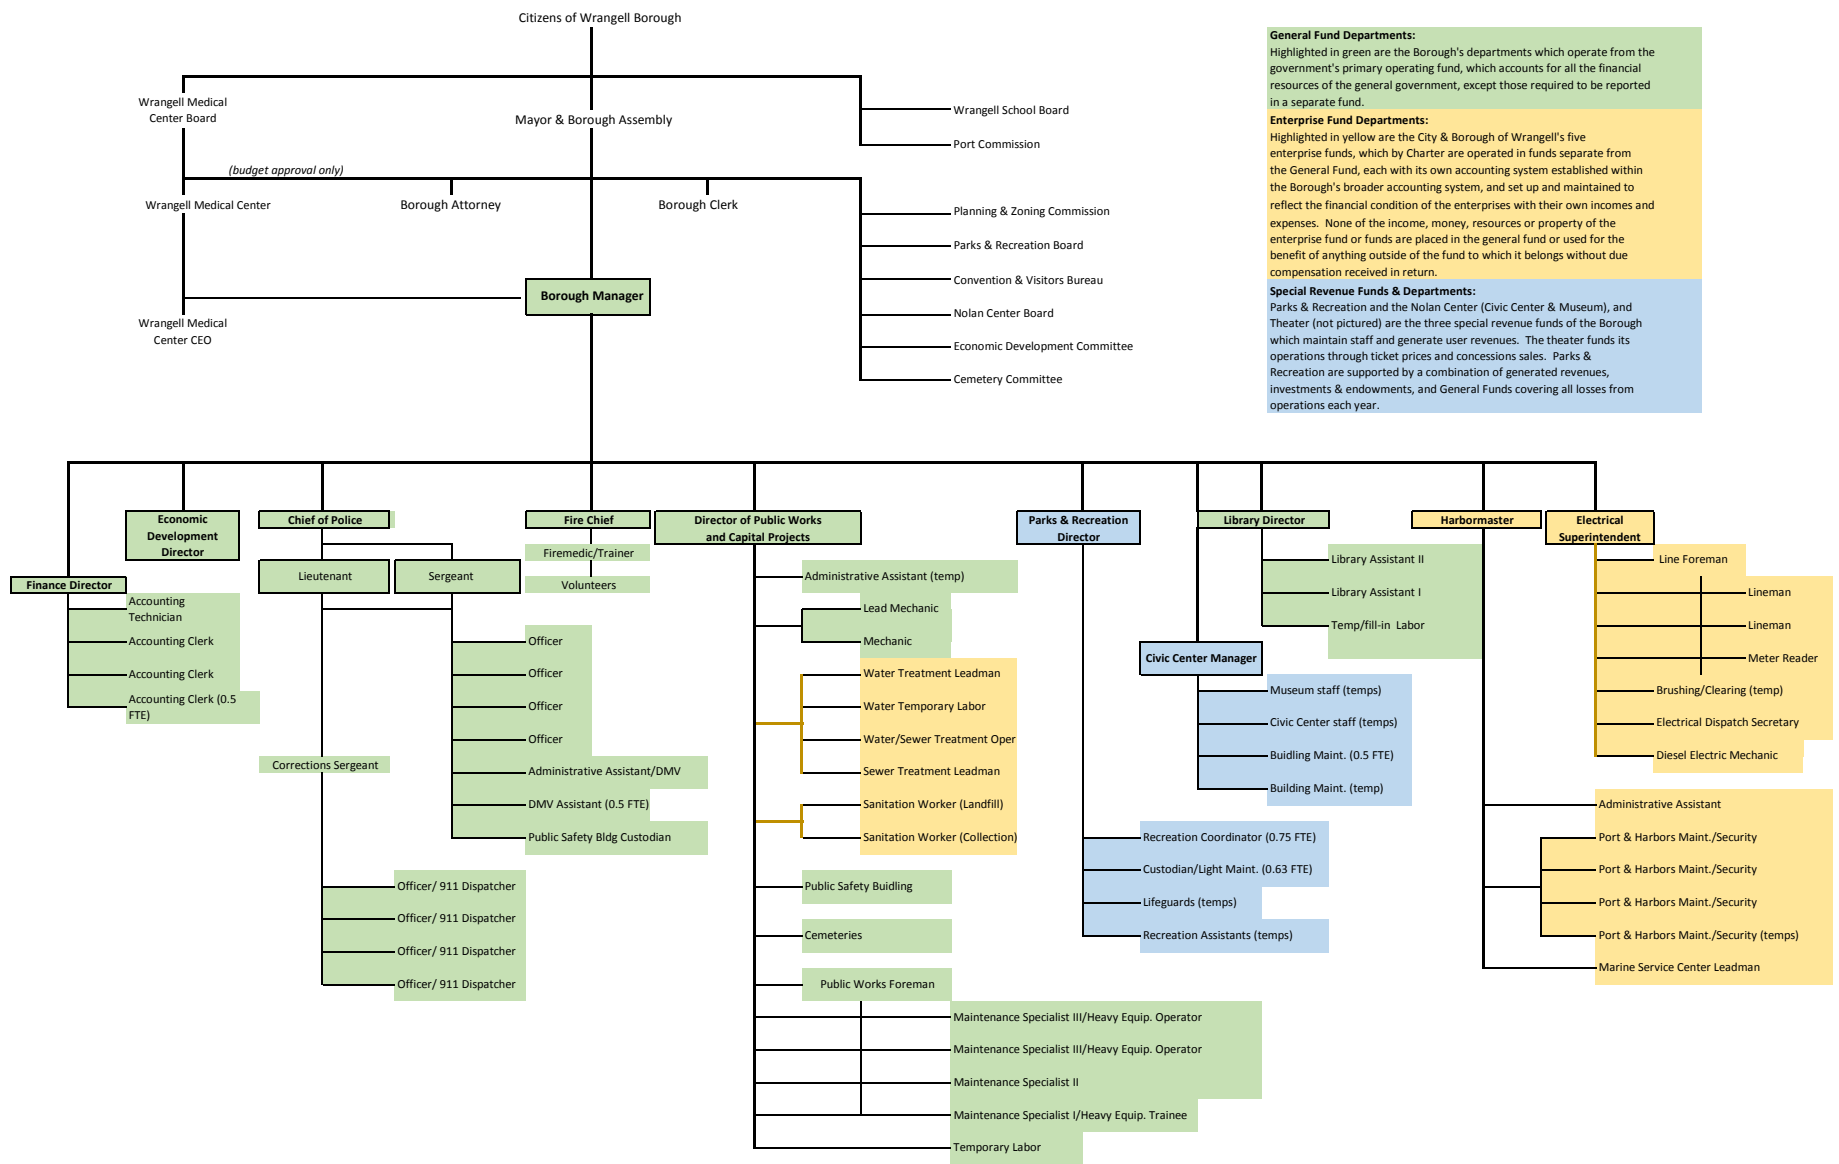 Citizens of Wrangell Borough
Wrangell Medical
Center Board
Mayor & Borough Assembly
Wrangell School Board
Port Commission
(budget approval only)
Wrangell Medical Center
Borough Attorney
Borough Clerk
Planning & Zoning Commission
Parks & Recreation Board
Convention & Visitors Bureau
Nolan Center Board
Economic Development Committee
Cemetery Committee
Borough Manager
Wrangell Medical
Center CEO
General Fund Departments:
Highlighted in green are the Borough's departments which operate from the
government's primary operating fund, which accounts for all the financial
resources of the general government, except those required to be reported
in a separate fund.
Enterprise Fund Departments:
Highlighted in yellow are the City & Borough of Wrangell's five
enterprise funds, which by Charter are operated in funds separate from
the General Fund, each with its own accounting system established within
the Borough's broader accounting system, and set up and maintained to
reflect the financial condition of the enterprises with their own incomes and
expenses. None of the income, money, resources or property of the
enterprise fund or funds are placed in the general fund or used for the
benefit of anything outside of the fund to which it belongs without due
compensation received in return.
Special Revenue Funds & Departments:
Parks & Recreation and the Nolan Center (Civic Center & Museum), and
Theater (not pictured) are the three special revenue funds of the Borough
which maintain staff and generate user revenues. The theater funds its
operations through ticket prices and concessions sales. Parks &
Recreation are supported by a combination of generated revenues,
investments & endowments, and General Funds covering all losses from
operations each year.
Finance Director
Accounting
Technician
Accounting Clerk
Accounting Clerk
Accounting Clerk (0.5
FTE)
Economic
Development
Director
Chief of Police
Lieutenant
Sergeant
Officer
Officer
Officer
Officer
Administrative Assistant/DMV
DMV Assistant (0.5 FTE)
Public Safety Bldg Custodian
Corrections Sergeant
Officer/ 911 Dispatcher
Officer/ 911 Dispatcher
Officer/ 911 Dispatcher
Officer/ 911 Dispatcher
Fire Chief
Firemedic/Trainer
Volunteers
Director of Public Works
and Capital Projects
Administrative Assistant (temp)
Lead Mechanic
Mechanic
Water Treatment Leadman
Water Temporary Labor
Water/Sewer Treatment Oper
Sewer Treatment Leadman
Sanitation Worker (Landfill)
Sanitation Worker (Collection)
Public Safety Buidling
Cemeteries
Public Works Foreman
Maintenance Specialist III/Heavy Equip. Operator
Maintenance Specialist III/Heavy Equip. Operator
Maintenance Specialist II
Maintenance Specialist I/Heavy Equip. Trainee
Temporary Labor
Parks & Recreation
Director
Recreation Coordinator (0.75 FTE)
Custodian/Light Maint. (0.63 FTE)
Lifeguards (temps)
Recreation Assistants (temps)
Civic Center Manager
Museum staff (temps)
Civic Center staff (temps)
Buidling Maint. (0.5 FTE)
Building Maint. (temp)
Library Director
Library Assistant II
Library Assistant I
Temp/fill-in Labor
Harbormaster
Administrative Assistant
Port & Harbors Maint./Security
Port & Harbors Maint./Security
Port & Harbors Maint./Security
Port & Harbors Maint./Security (temps)
Marine Service Center Leadman
Electrical
Superintendent
Line Foreman
Lineman
Lineman
Meter Reader
Brushing/Clearing (temp)
Electrical Dispatch Secretary
Diesel Electric Mechanic